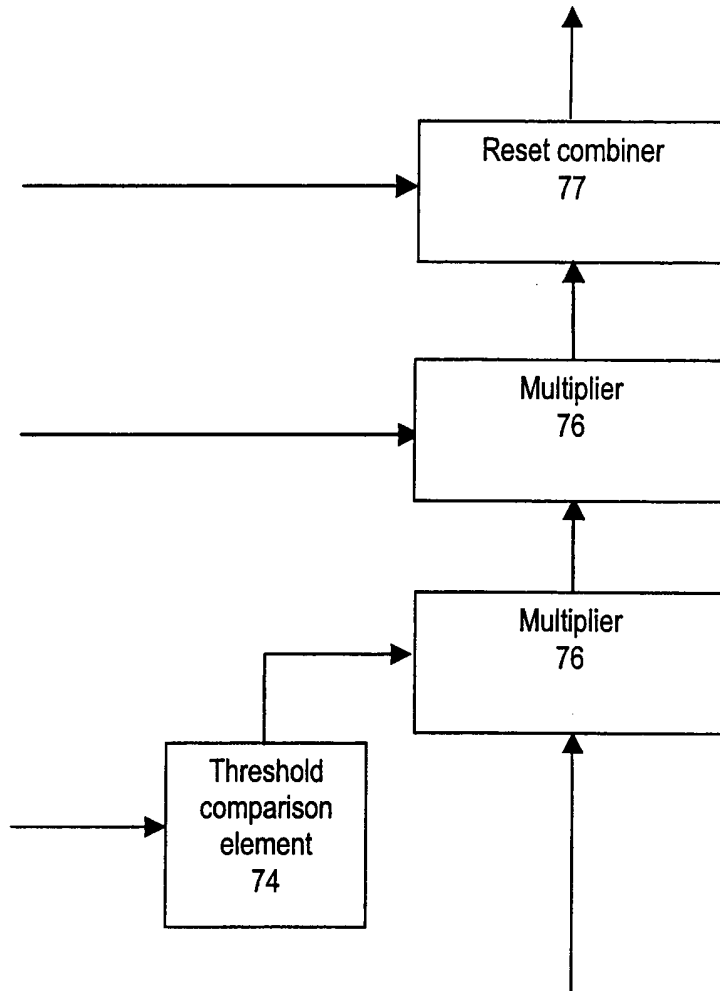 Reset combiner
77
Multiplier
76
Multiplier
76
Threshold
comparison
element
74